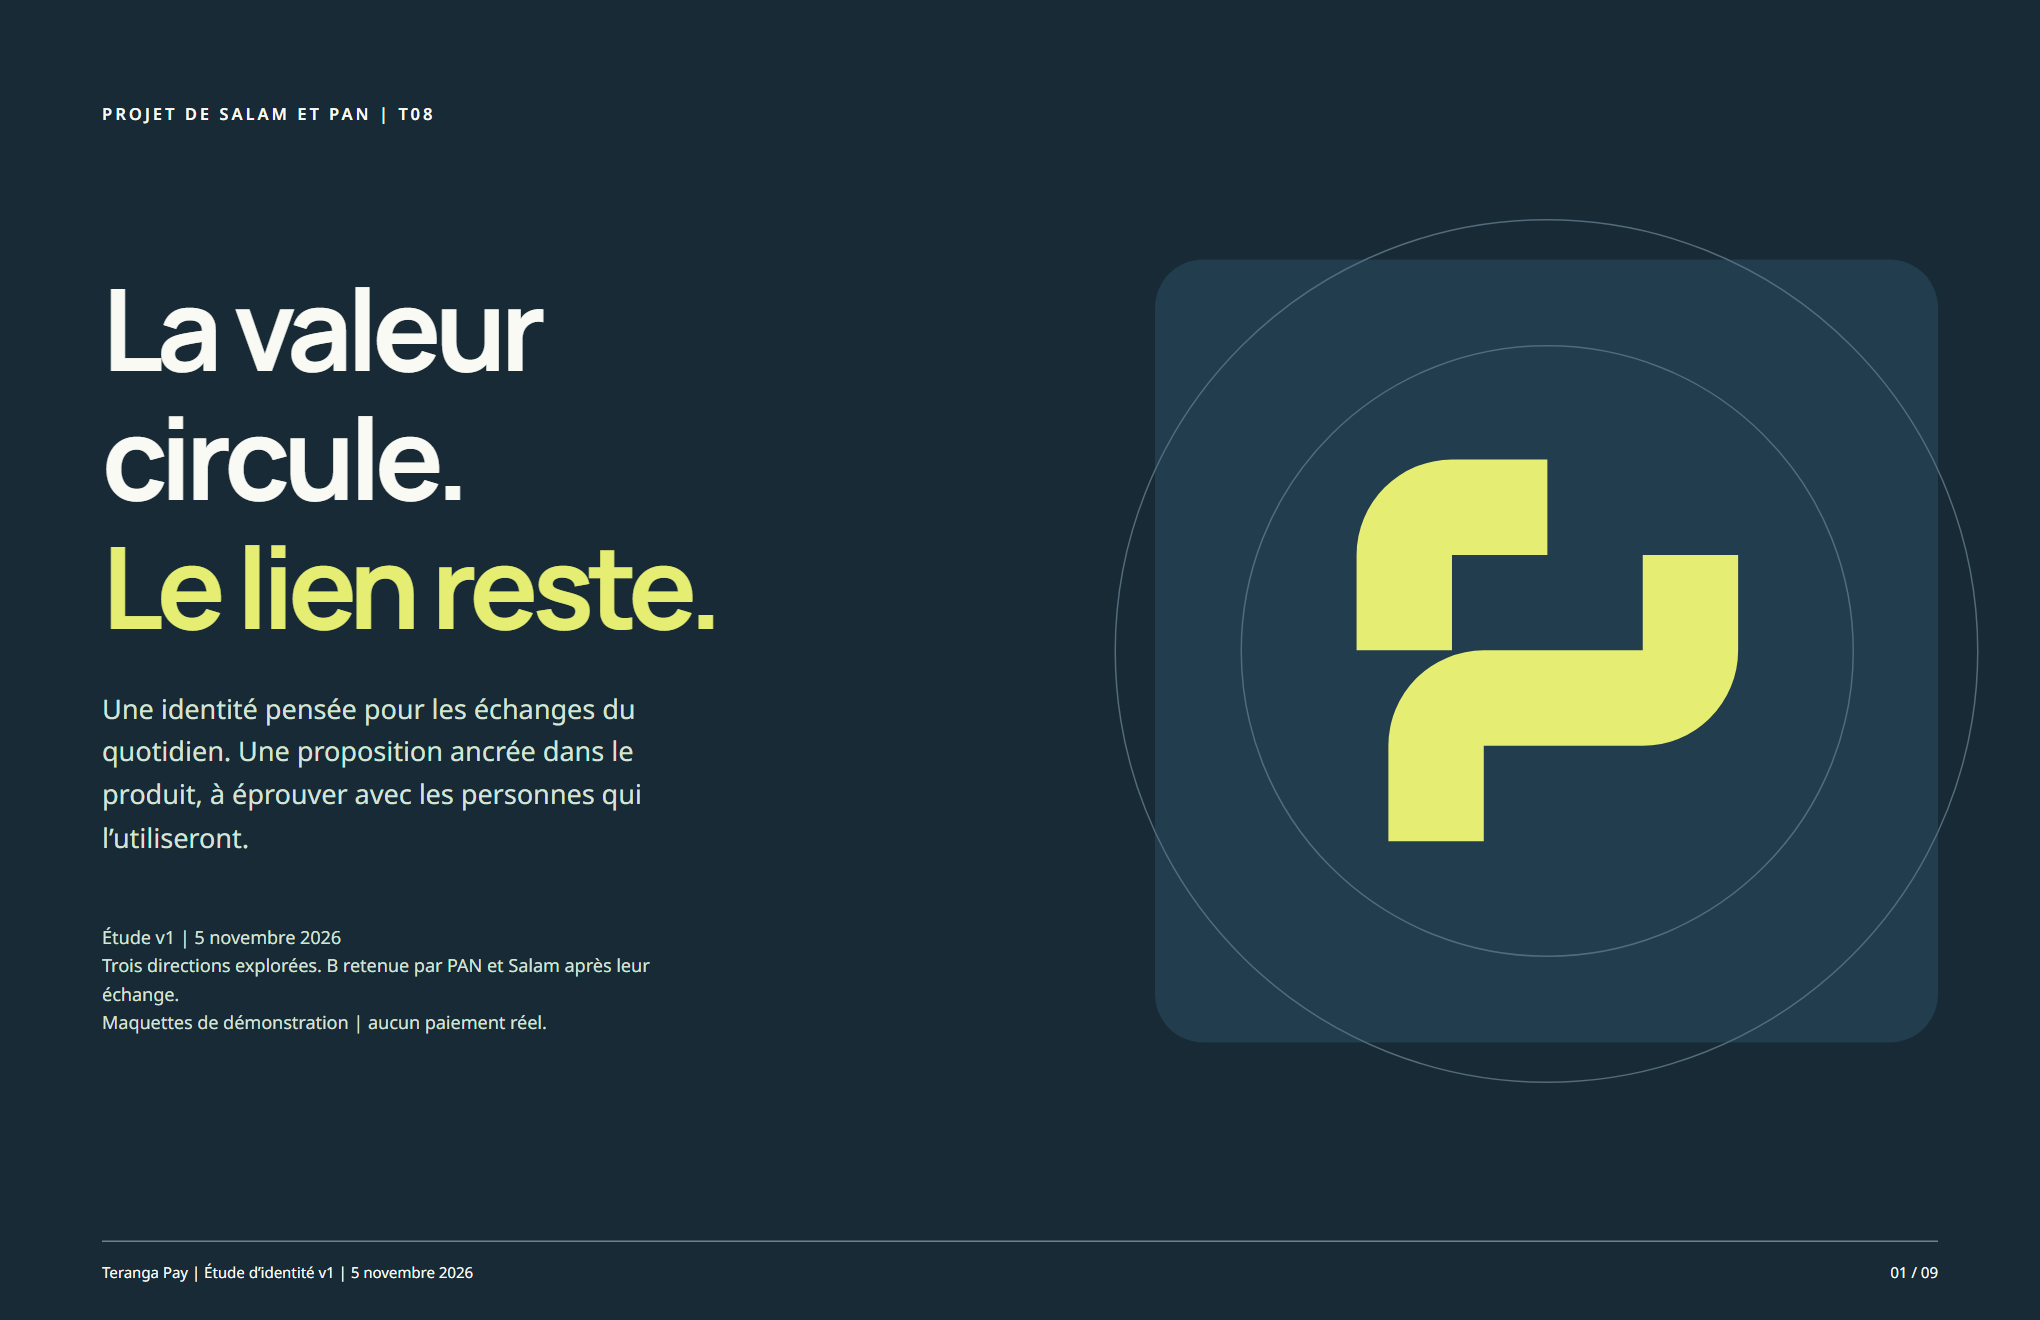 PROJET DE SALAM ET PAN | T08
La valeur
circule.
Le lien reste.
Une identité pensée pour les échanges du
quotidien. Une proposition ancrée dans le
produit, à éprouver avec les personnes qui
l’utiliseront.
Étude v1 | 5 novembre 2026
Trois directions explorées. B retenue par PAN et Salam après leur
échange.
Maquettes de démonstration | aucun paiement réel.
Teranga Pay | Étude d’identité v1 | 5 novembre 2026
01 / 09